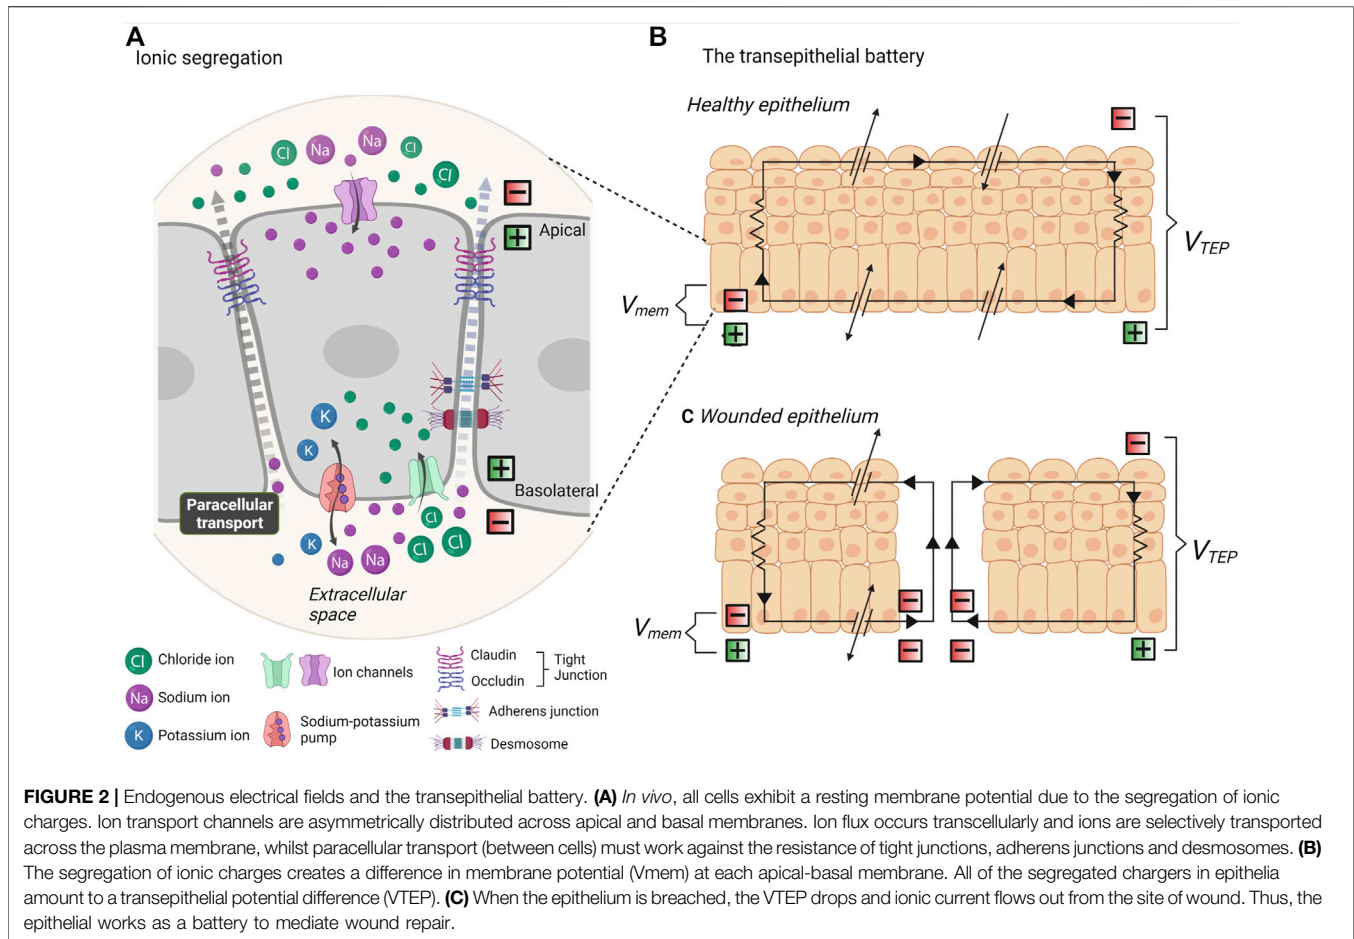 A
Ionic segregation
Cl
Na
Na
Cl
Cl
−
+
Apical
K
K
+
Basolateral
−
Paracellular
transport
Cl
K
Na
Na
Cl
Cl
Extracellular
space
Cl
Chloride ion
Na
Sodium ion
K
Potassium ion
Ion channels
Sodium-potassium
pump
Claudin
Occludin
Tight
Junction
Adherens junction
Desmosome
B
The transepithelial battery
Healthy epithelium
−
VTEP
Vmem
−
+
+
C Wounded epithelium
−
VTEP
Vmem
−
+
−
−
−
−
+
FIGURE 2 | Endogenous electrical fields and the transepithelial battery. (A) In vivo, all cells exhibit a resting membrane potential due to the segregation of ionic
charges. Ion transport channels are asymmetrically distributed across apical and basal membranes. Ion flux occurs transcellularly and ions are selectively transported
across the plasma membrane, whilst paracellular transport (between cells) must work against the resistance of tight junctions, adherens junctions and desmosomes. (B)
The segregation of ionic charges creates a difference in membrane potential (Vmem) at each apical-basal membrane. All of the segregated chargers in epithelia
amount to a transepithelial potential difference (VTEP). (C) When the epithelium is breached, the VTEP drops and ionic current flows out from the site of wound. Thus, the
epithelial works as a battery to mediate wound repair.